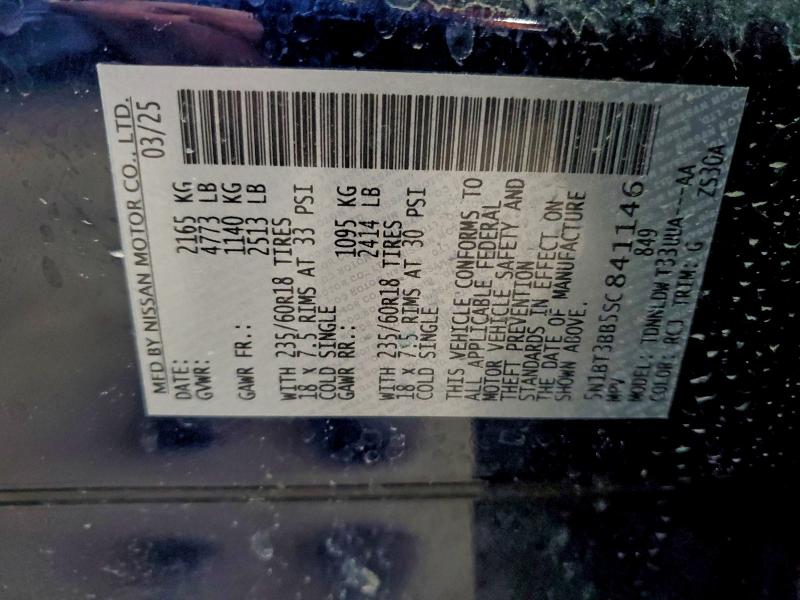 MFD BY NISSAN MOTOR CO., LTD.
DATE: 03/25
GVWR: 2165 KG
4773 LB
GAWR FR.: 1140 KG
2513 LB
WITH 235/60R18 TIRES
18 X 7.5 RIMS AT 33 PSI
COLD SINGLE
GAWR RR.: 1095 KG
2414 LB
WITH 235/60R18 TIRES
18 X 7.5 RIMS AT 30 PSI
COLD SINGLE
THIS VEHICLE CONFORMS TO
ALL APPLICABLE FEDERAL
MOTOR VEHICLE SAFETY AND
THEFT PREVENTION
STANDARDS IN EFFECT ON
THE DATE OF MANUFACTURE
SHOWN ABOVE.
5N1BT3BB5SC841146
MPV 849
MODEL: TDNNLDWT33UUA---AA
COLOR: RCJ TRIM: G ZS30A